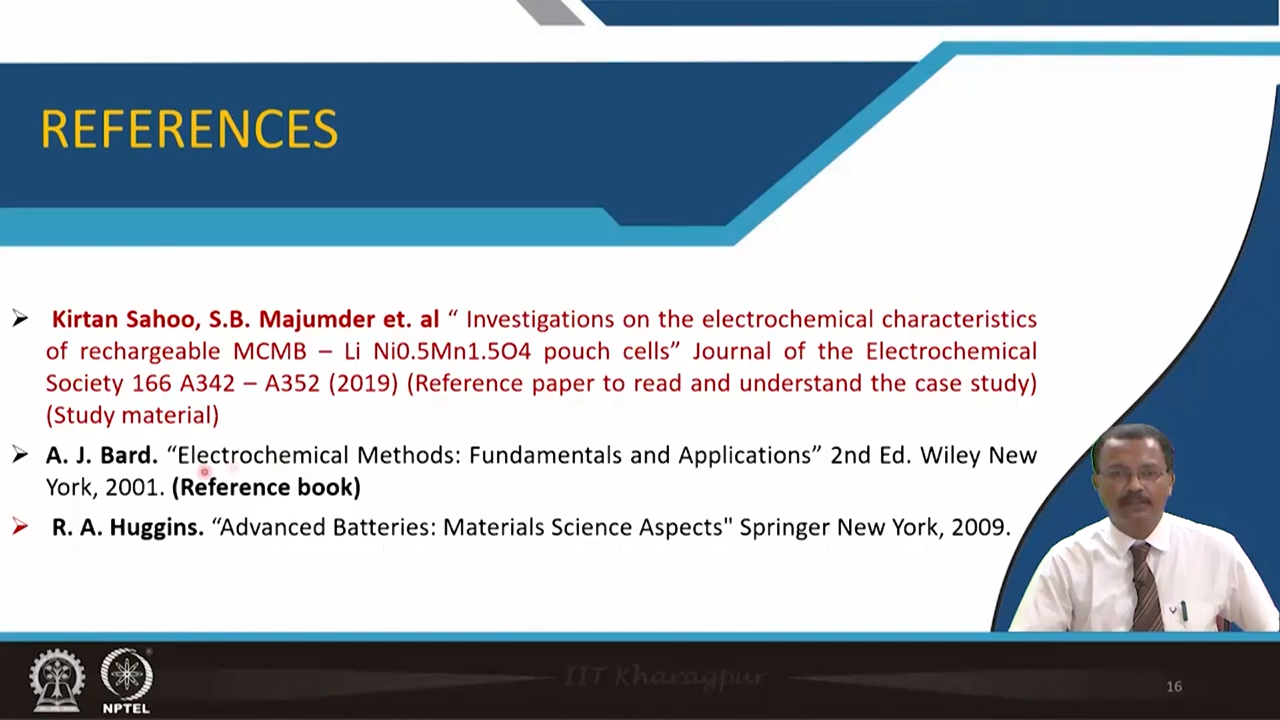 REFERENCES
➢ Kirtan Sahoo, S.B. Majumder et. al “ Investigations on the electrochemical characteristics
of rechargeable MCMB – Li Ni0.5Mn1.5O4 pouch cells” Journal of the Electrochemical
Society 166 A342 – A352 (2019) (Reference paper to read and understand the case study)
(Study material)
➢ A. J. Bard. “Electrochemical Methods: Fundamentals and Applications” 2nd Ed. Wiley New
York, 2001. (Reference book)
➢ R. A. Huggins. “Advanced Batteries: Materials Science Aspects" Springer New York, 2009.
IIT Kharagpur
NPTEL
16